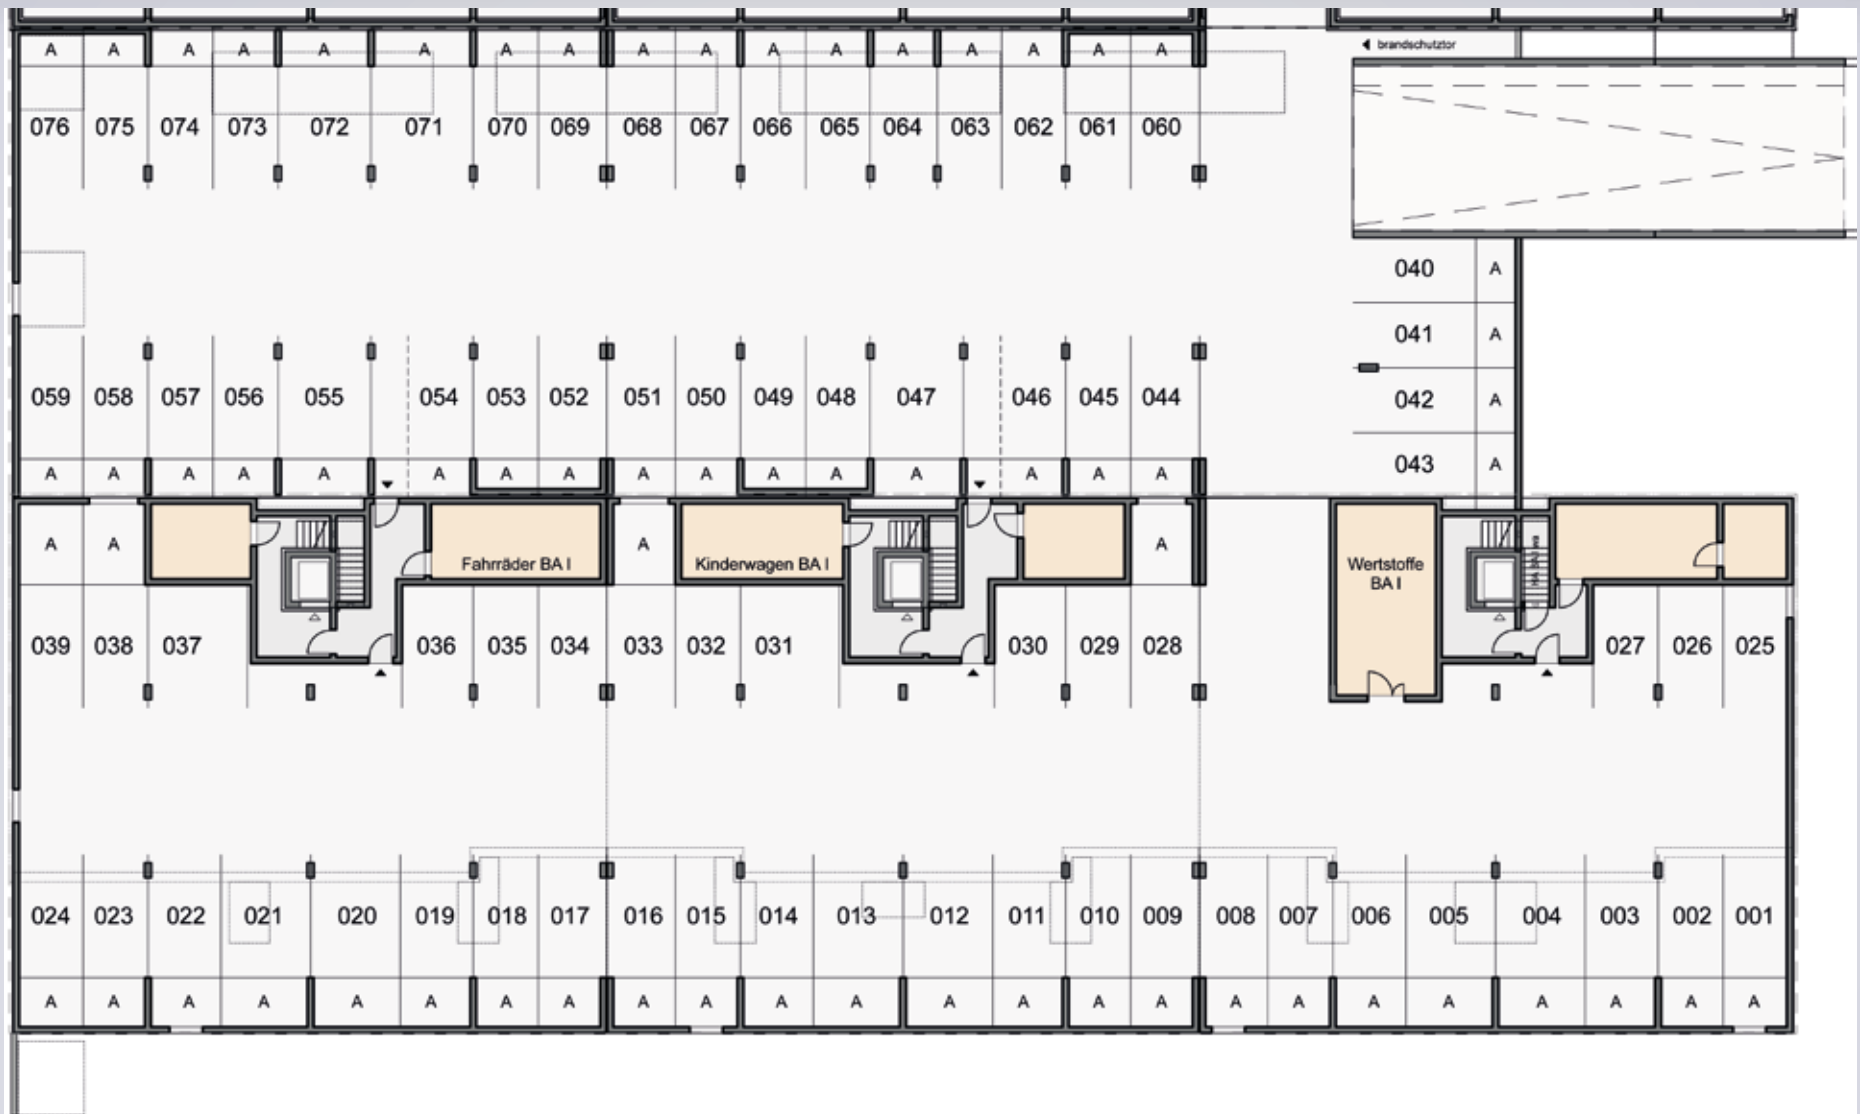 A A A A A A A A A A A A A A A A A
brandschutztor
076 075 074 073 072 071 070 069 068 067 066 065 064 063 062 061 060
040 A
041 A
059 058 057 056 055 054 053 052 051 050 049 048 047 046 045 044
042 A
A A A A A A A A A A A A A A A A
043 A
A A A A
Fahrräder BA I
Kinderwagen BA I
Wertstoffe
BA I
039 038 037 036 035 034 033 032 031 030 029 028 027 026 025
024 023 022 021 020 019 018 017 016 015 014 013 012 011 010 009 008 007 006 005 004 003 002 001
A A A A A A A A A A A A A A A A A A A A A A A A